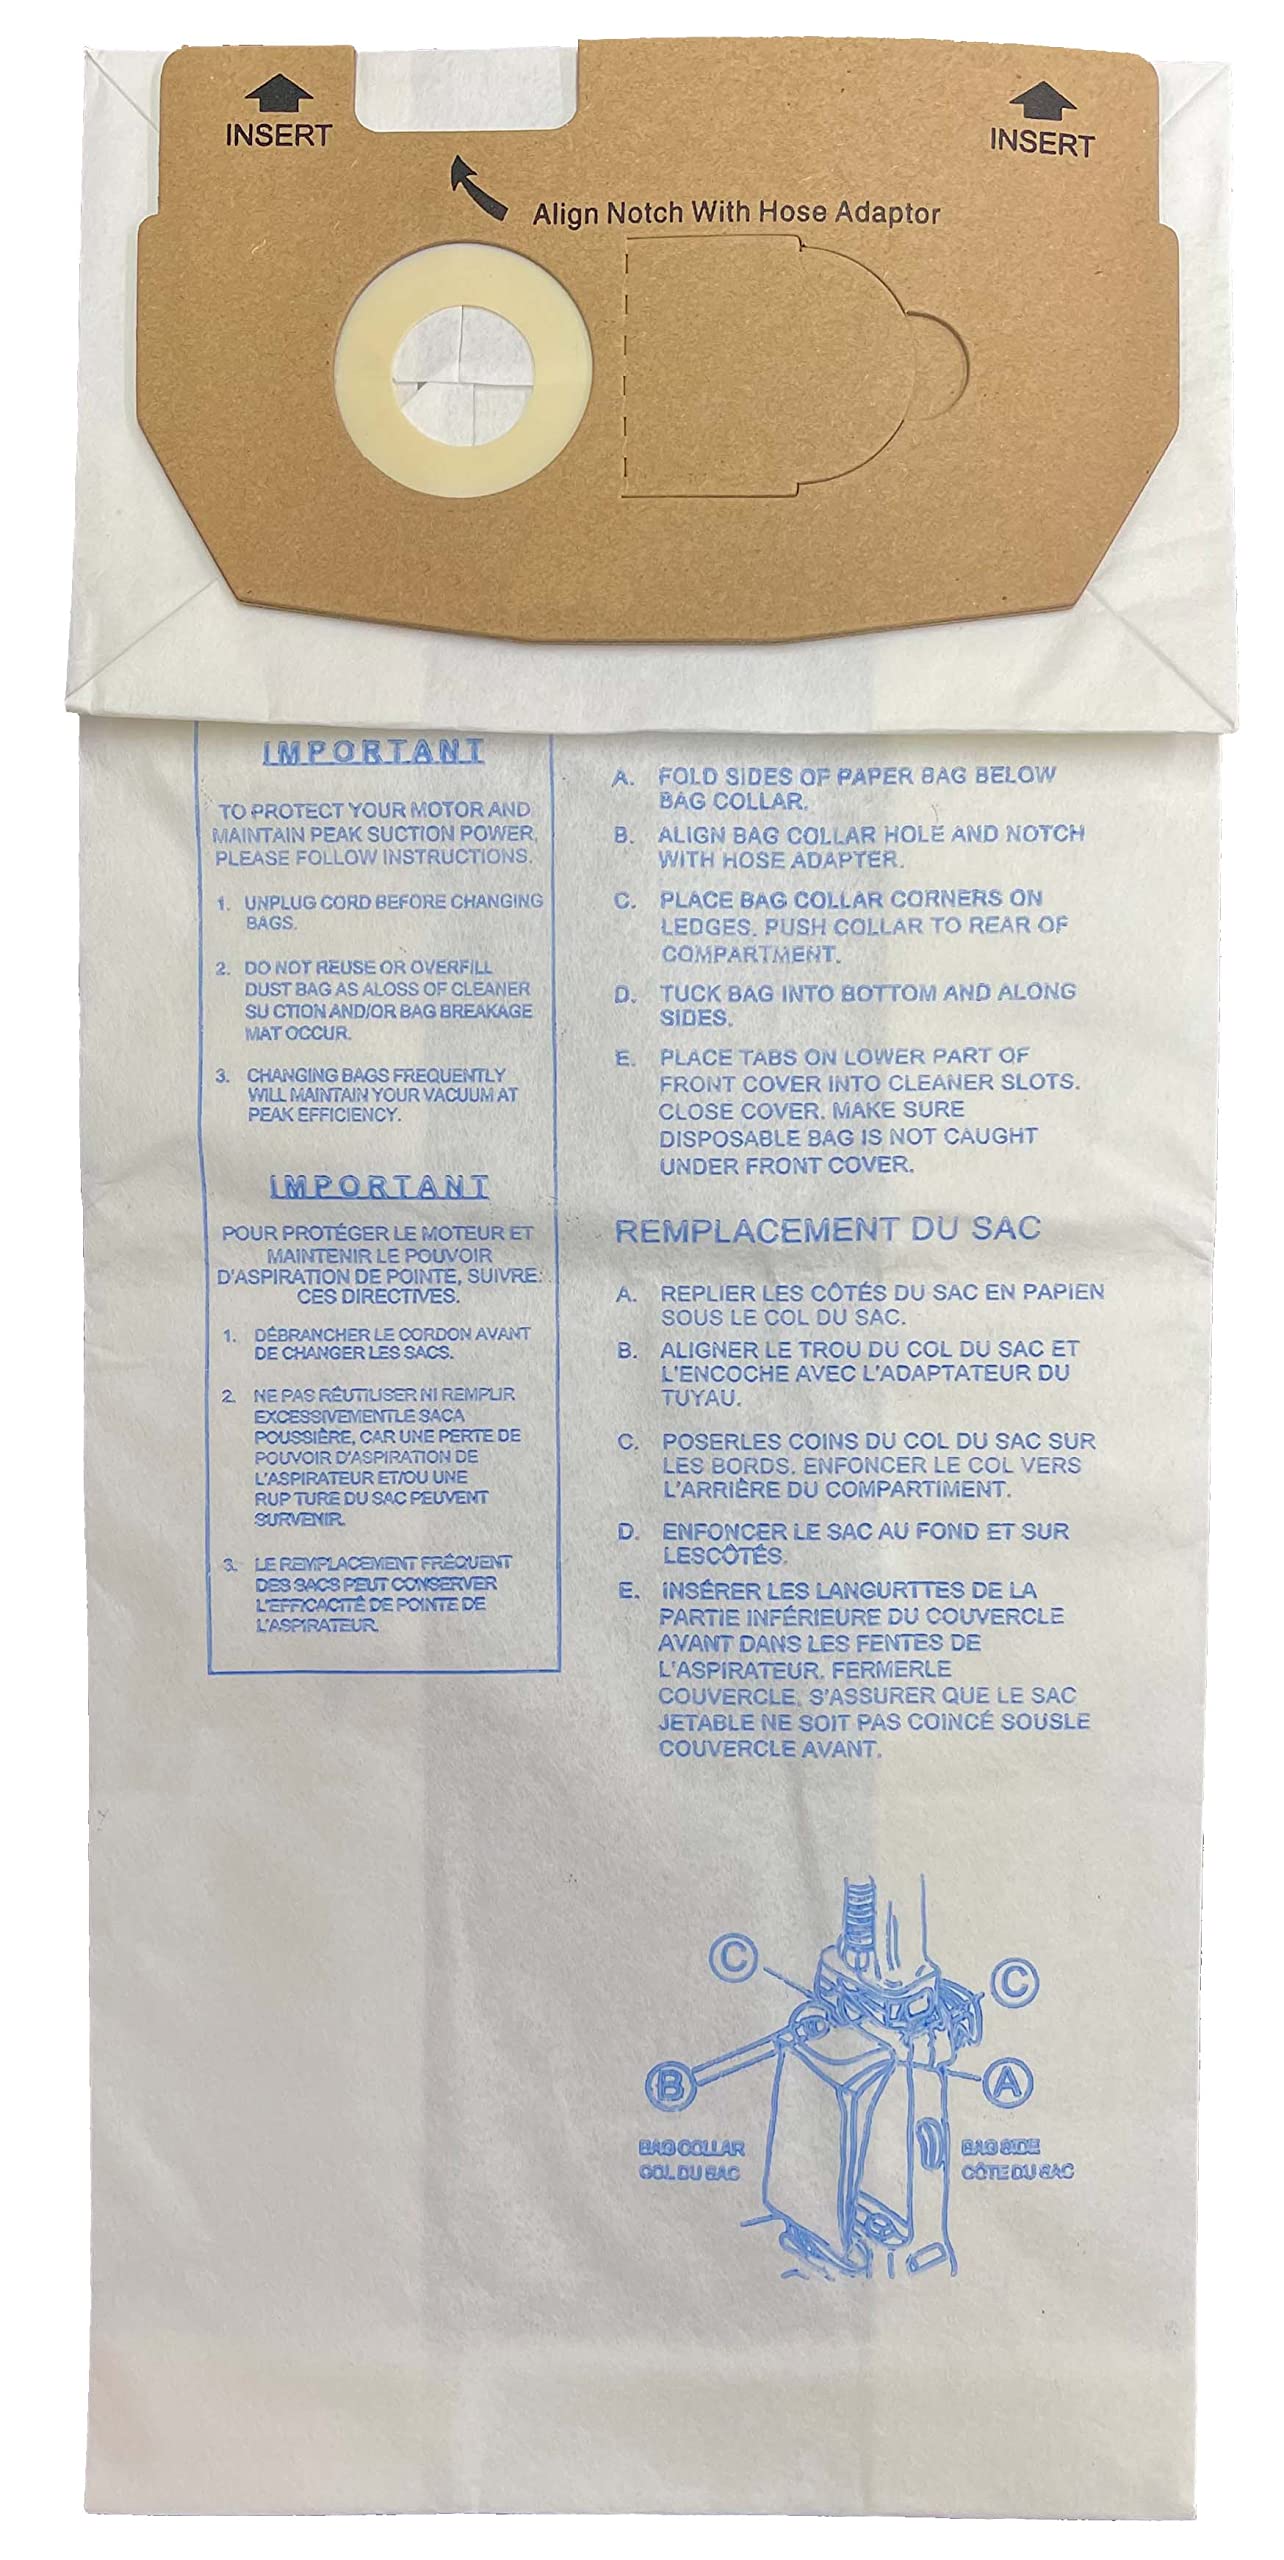 INSERT
INSERT
Align Notch With Hose Adaptor
IMPORTANT
TO PROTECT YOUR MOTOR AND
MAINTAIN PEAK SUCTION POWER,
PLEASE FOLLOW INSTRUCTIONS.
1. UNPLUG CORD BEFORE CHANGING
BAGS.
2. DO NOT REUSE OR OVERFILL
DUST BAG AS ALOSS OF CLEANER
SU CTION AND/OR BAG BREAKAGE
MAT OCCUR.
3. CHANGING BAGS FREQUENTLY
WILL MAINTAIN YOUR VACUUM AT
PEAK EFFICIENCY.
IMPORTANT
POUR PROTÉGER LE MOTEUR ET
MAINTENIR LE POUVOIR
D'ASPIRATION DE POINTE, SUIVRE:
CES DIRECTIVES.
1. DÉBRANCHER LE CORDON AVANT
DE CHANGER LES SACS.
2. NE PAS RÉUTILISER NI REMPLIR
EXCESSIVEMENTLE SACA
POUSSIÈRE, CAR UNE PERTE DE
POUVOIR D'ASPIRATION DE
L'ASPIRATEUR ET/OU UNE
RUP TURE DU SAC PEUVENT
SURVENIR.
3. LE REMPLACEMENT FRÉQUENT
DES SACS PEUT CONSERVER
L'EFFICACITÉ DE POINTE DE
L'ASPIRATEUR.
A. FOLD SIDES OF PAPER BAG BELOW
BAG COLLAR.
B. ALIGN BAG COLLAR HOLE AND NOTCH
WITH HOSE ADAPTER.
C. PLACE BAG COLLAR CORNERS ON
LEDGES. PUSH COLLAR TO REAR OF
COMPARTMENT.
D. TUCK BAG INTO BOTTOM AND ALONG
SIDES.
E. PLACE TABS ON LOWER PART OF
FRONT COVER INTO CLEANER SLOTS.
CLOSE COVER. MAKE SURE
DISPOSABLE BAG IS NOT CAUGHT
UNDER FRONT COVER.
REMPLACEMENT DU SAC
A. REPLIER LES CÔTÉS DU SAC EN PAPIEN
SOUS LE COL DU SAC.
B. ALIGNER LE TROU DU COL DU SAC ET
L'ENCOCHE AVEC L'ADAPTATEUR DU
TUYAU.
C. POSERLES COINS DU COL DU SAC SUR
LES BORDS. ENFONCER LE COL VERS
L'ARRIÈRE DU COMPARTIMENT.
D. ENFONCER LE SAC AU FOND ET SUR
LESCÔTÉS.
E. INSÉRER LES LANGURTTES DE LA
PARTIE INFÉRIEURE DU COUVERCLE
AVANT DANS LES FENTES DE
L'ASPIRATEUR. FERMERLE
COUVERCLE. S'ASSURER QUE LE SAC
JETABLE NE SOIT PAS COINCÉ SOUSLE
COUVERCLE AVANT.
C
C
B
A
BAG COLLAR
COL DU SAC
BAG SIDE
CÔTE DU SAC